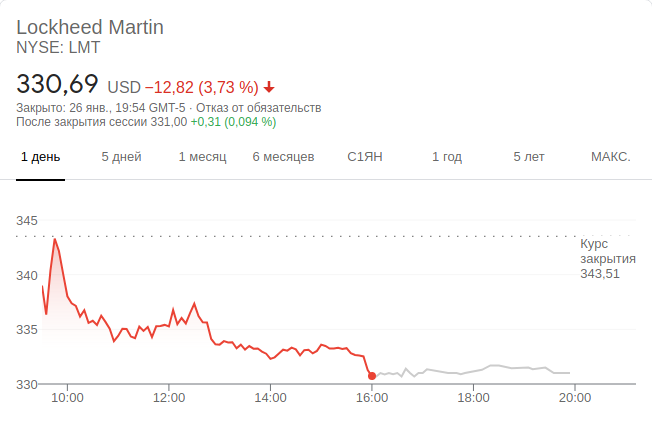 Lockheed Martin
NYSE: LMT
330,69 USD −12,82 (3,73 %)
Закрыто: 26 янв., 19:54 GMT-5 · Отказ от обязательств
После закрытия сессии 331,00 +0,31 (0,094 %)
1 день 5 дней 1 месяц 6 месяцев С1ЯН 1 год 5 лет МАКС.
345
Курс
закрытия
343,51
340
335
330
10:00 12:00 14:00 16:00 18:00 20:00